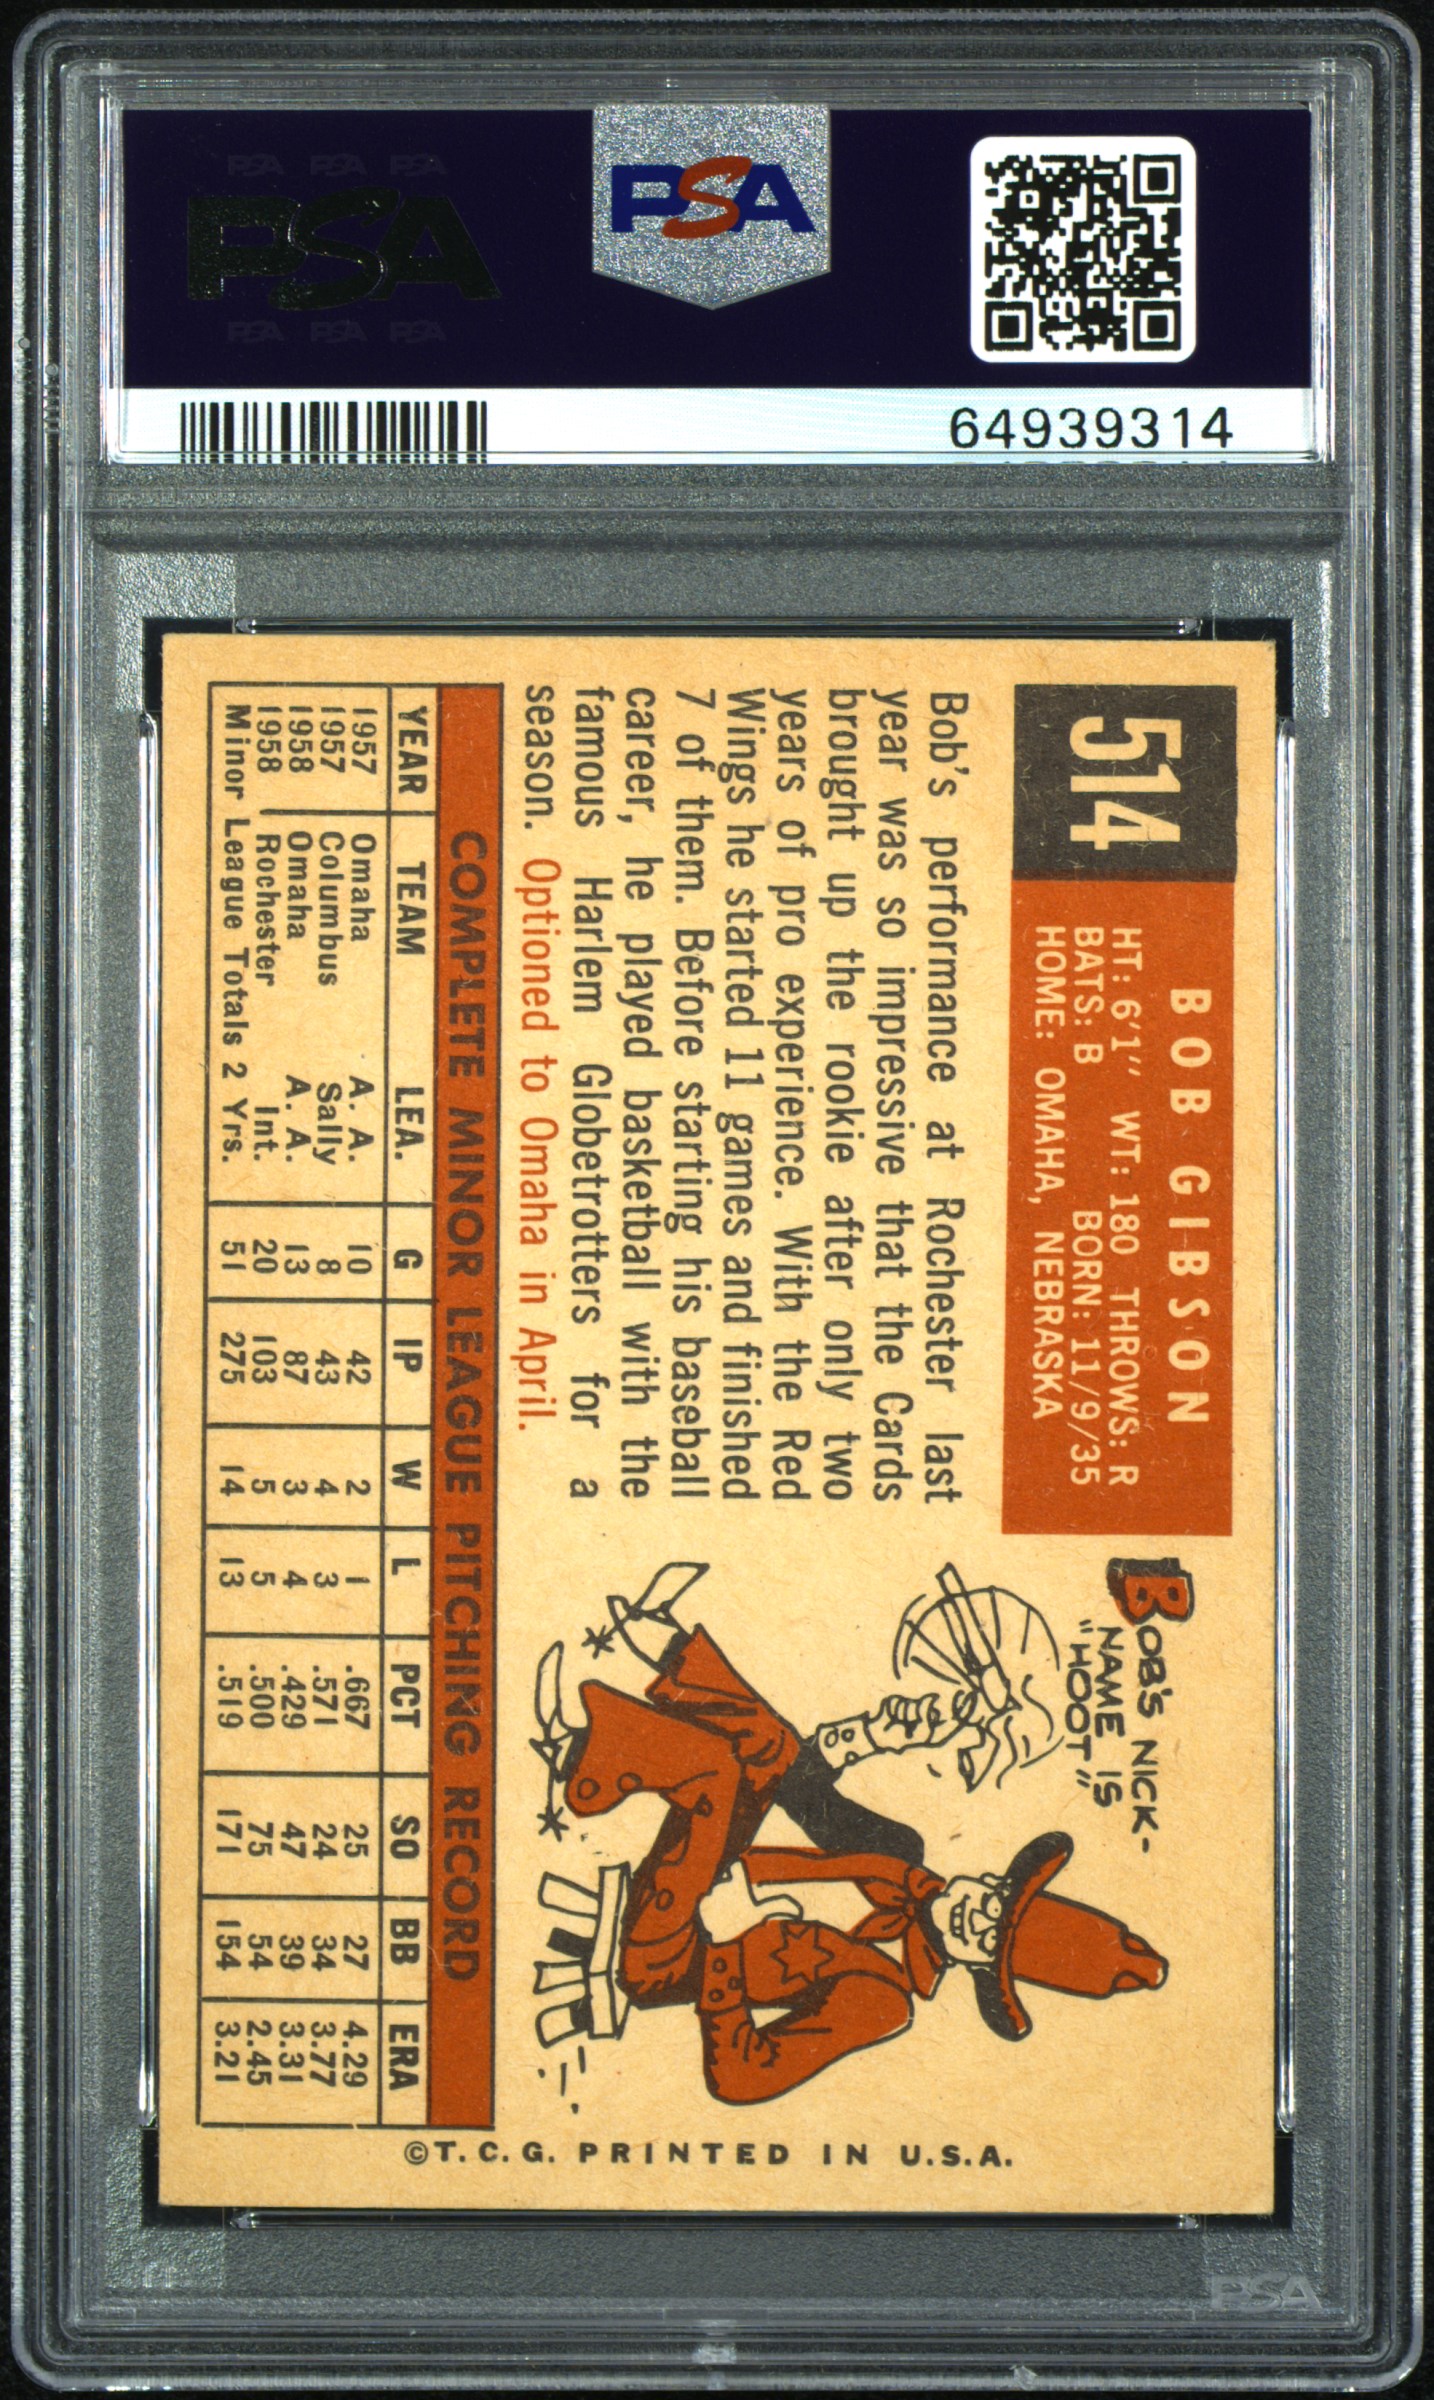 PSA PSA PSA
PSA
PSA PSA PSA
PSA
64939314
514
BOB GIBSON
HT: 6'1" WT: 180 THROWS: R
BATS: B BORN: 11/9/35
HOME: OMAHA, NEBRASKA
Bob's performance at Rochester last
year was so impressive that the Cards
brought up the rookie after only two
years of pro experience. With the Red
Wings he started 11 games and finished
7 of them. Before starting his baseball
career, he played basketball with the
famous Harlem Globetrotters for a
season. Optioned to Omaha in April.
BOB'S NICK-
NAME IS
"HOOT"
COMPLETE MINOR LEAGUE PITCHING RECORD
YEAR TEAM LEA. G IP W L PCT SO BB ERA
1957 Omaha A. A. 10 42 2 1 .667 25 27 4.29
1957 Columbus Sally 8 43 4 3 .571 24 34 3.77
1958 Omaha A. A. 13 87 3 4 .429 47 39 3.31
1958 Rochester Int. 20 103 5 5 .500 75 54 2.45
Minor League Totals 2 Yrs. 51 275 14 13 .519 171 154 3.21
©T.C.G. PRINTED IN U.S.A.
PSA